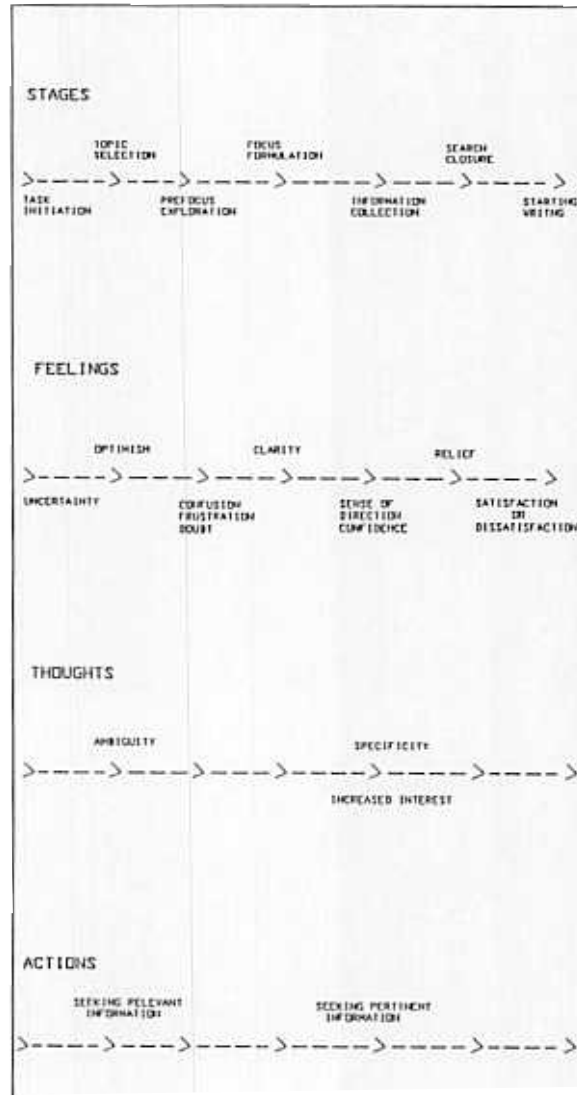 STAGES
TOPIC
SELECTION
FOCUS
FORMULATION
SEARCH
CLOSURE
TASK
INITIATION
PREFOCUS
EXPLORATION
INFORMATION
COLLECTION
STARTING
WRITING
FEELINGS
OPTIMISM
CLARITY
RELIEF
UNCERTAINTY
CONFUSION
FRUSTRATION
DOUBT
SENSE OF
DIRECTION
CONFIDENCE
SATISFACTION
OR
DISSATISFACTION
THOUGHTS
AMBIGUITY
SPECIFICITY
INCREASED INTEREST
ACTIONS
SEEKING RELEVANT
INFORMATION
SEEKING PERTINENT
INFORMATION